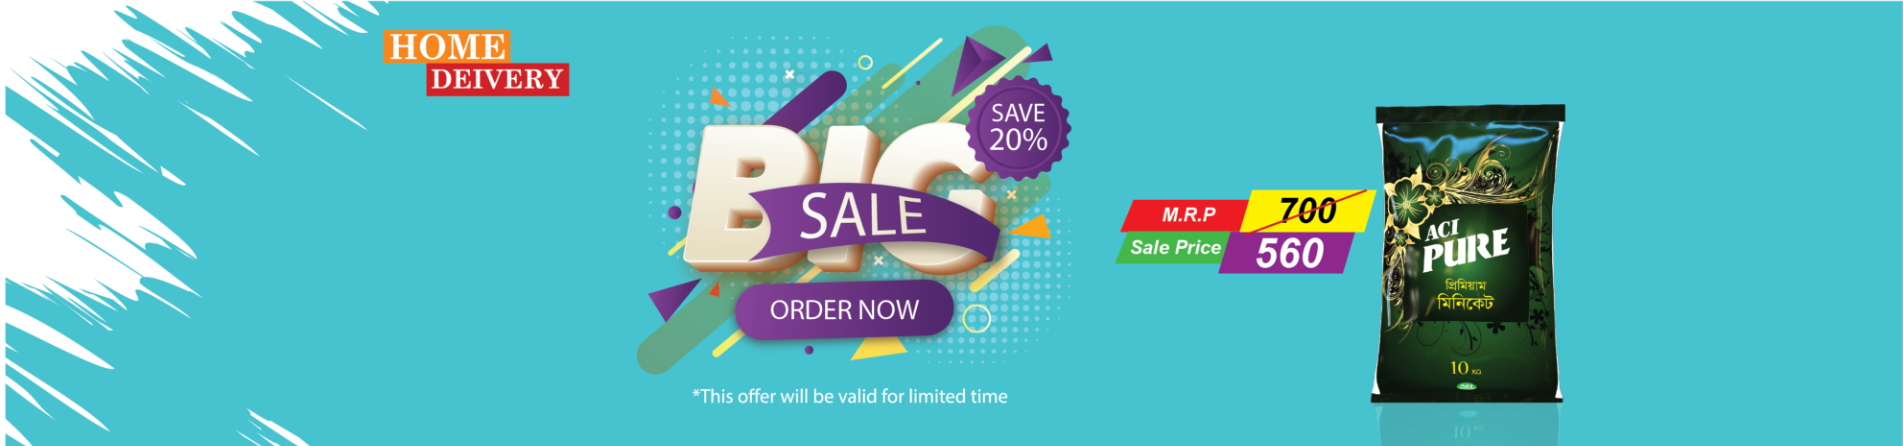 HOME
DEIVERY
BIG
SALE
SAVE
20%
ORDER NOW
*This offer will be valid for limited time
M.R.P 700
Sale Price 560
ACI
PURE
প্রিমিয়াম
মিনিকেট
10 KG